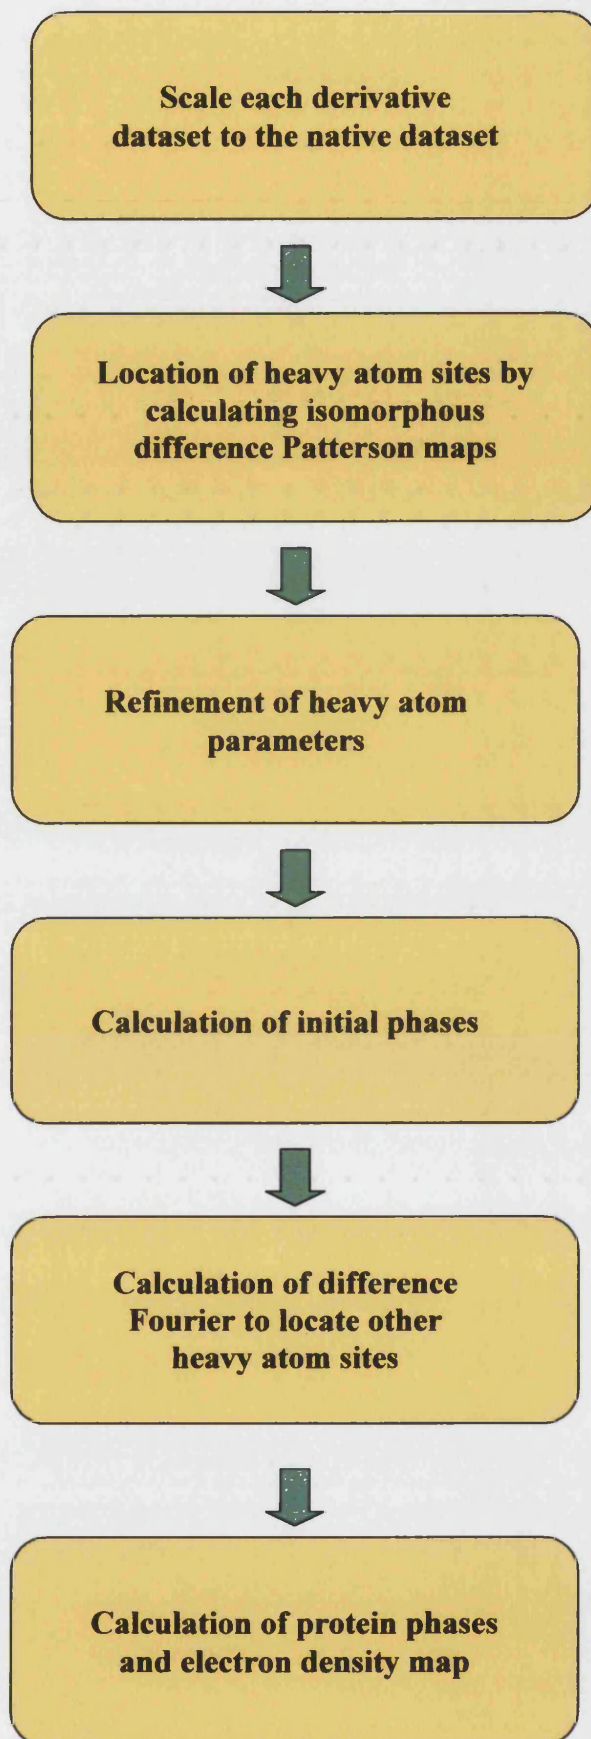 Scale each derivative
dataset to the native dataset
Location of heavy atom sites by
calculating isomorphous
difference Patterson maps
Refinement of heavy atom
parameters
Calculation of initial phases
Calculation of difference
Fourier to locate other
heavy atom sites
Calculation of protein phases
and electron density map